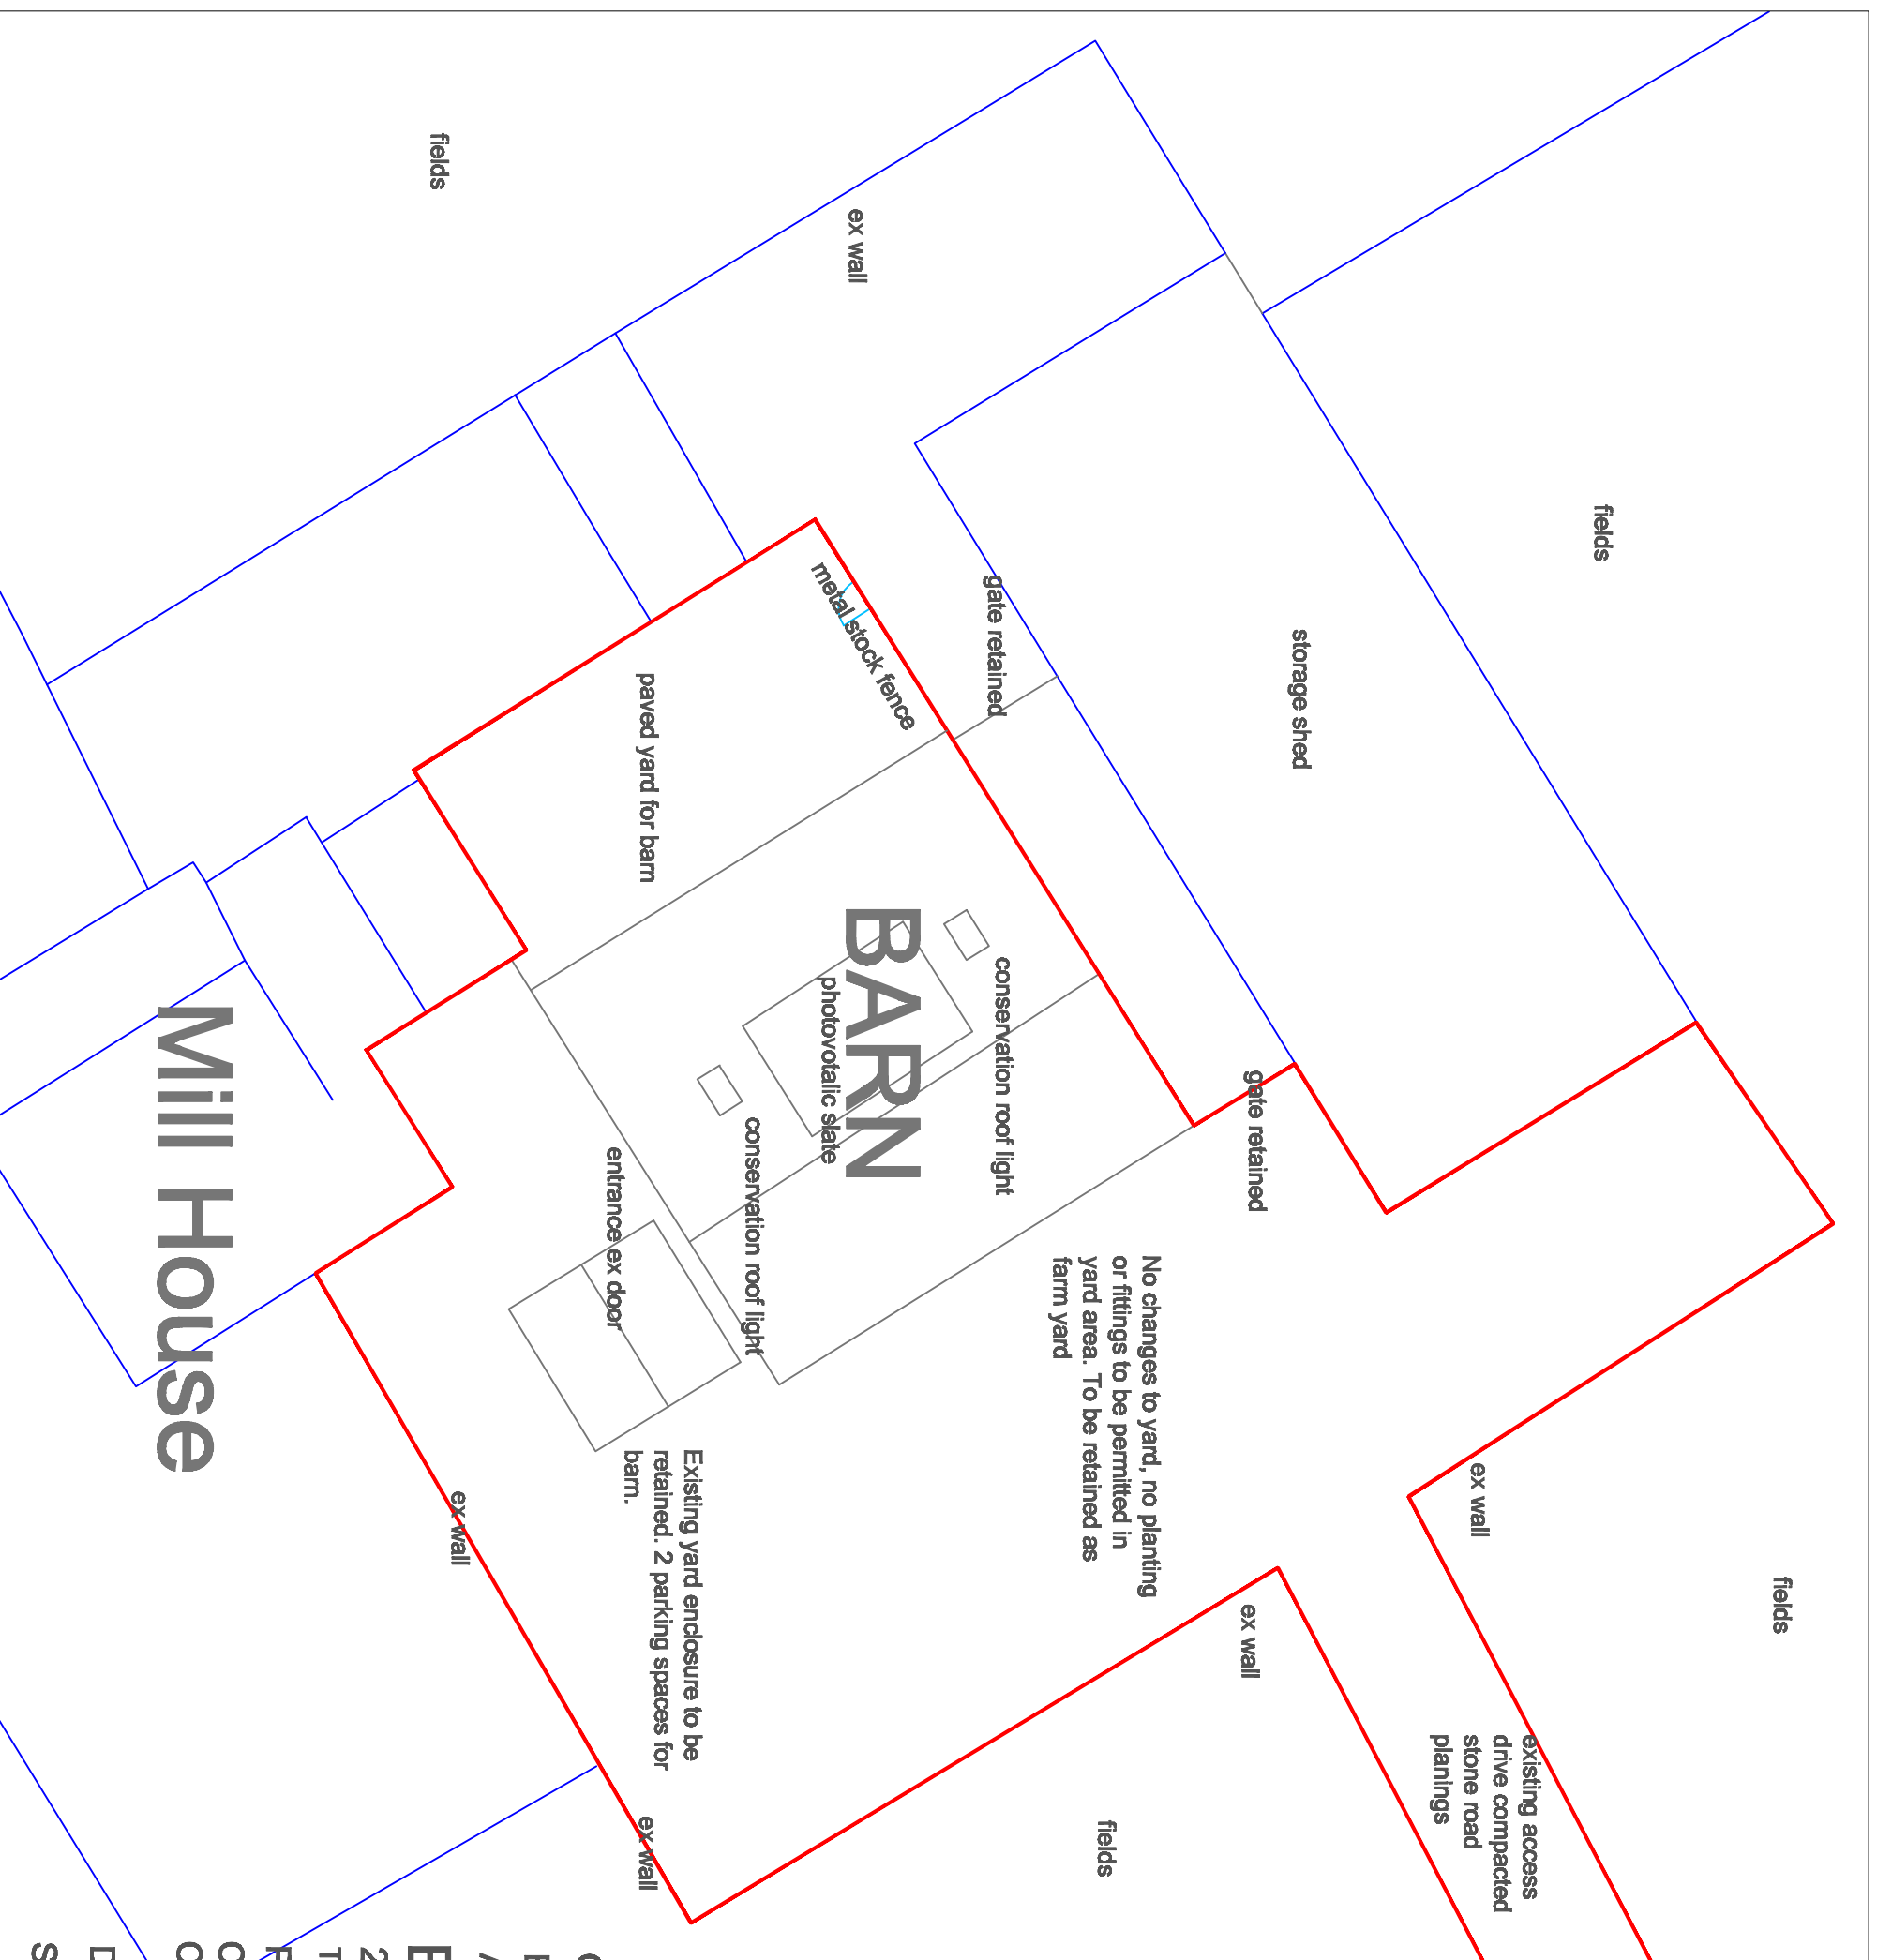 fields
existing access
drive compacted
stone road
planings
fields
ex wall
storage shed
gate retained
ex wall
No changes to yard, no planting
or fittings to be permitted in
yard area. To be retained as
farm yard
fields
gate retained
conservation roof light
metal stock fence
BARN
photovotalic slate
ex wall
conservation roof light
Existing yard enclosure to be
retained. 2 parking spaces for
barn.
paved yard for barn
entrance ex door
ex wall
fields
ex wall
Mill House